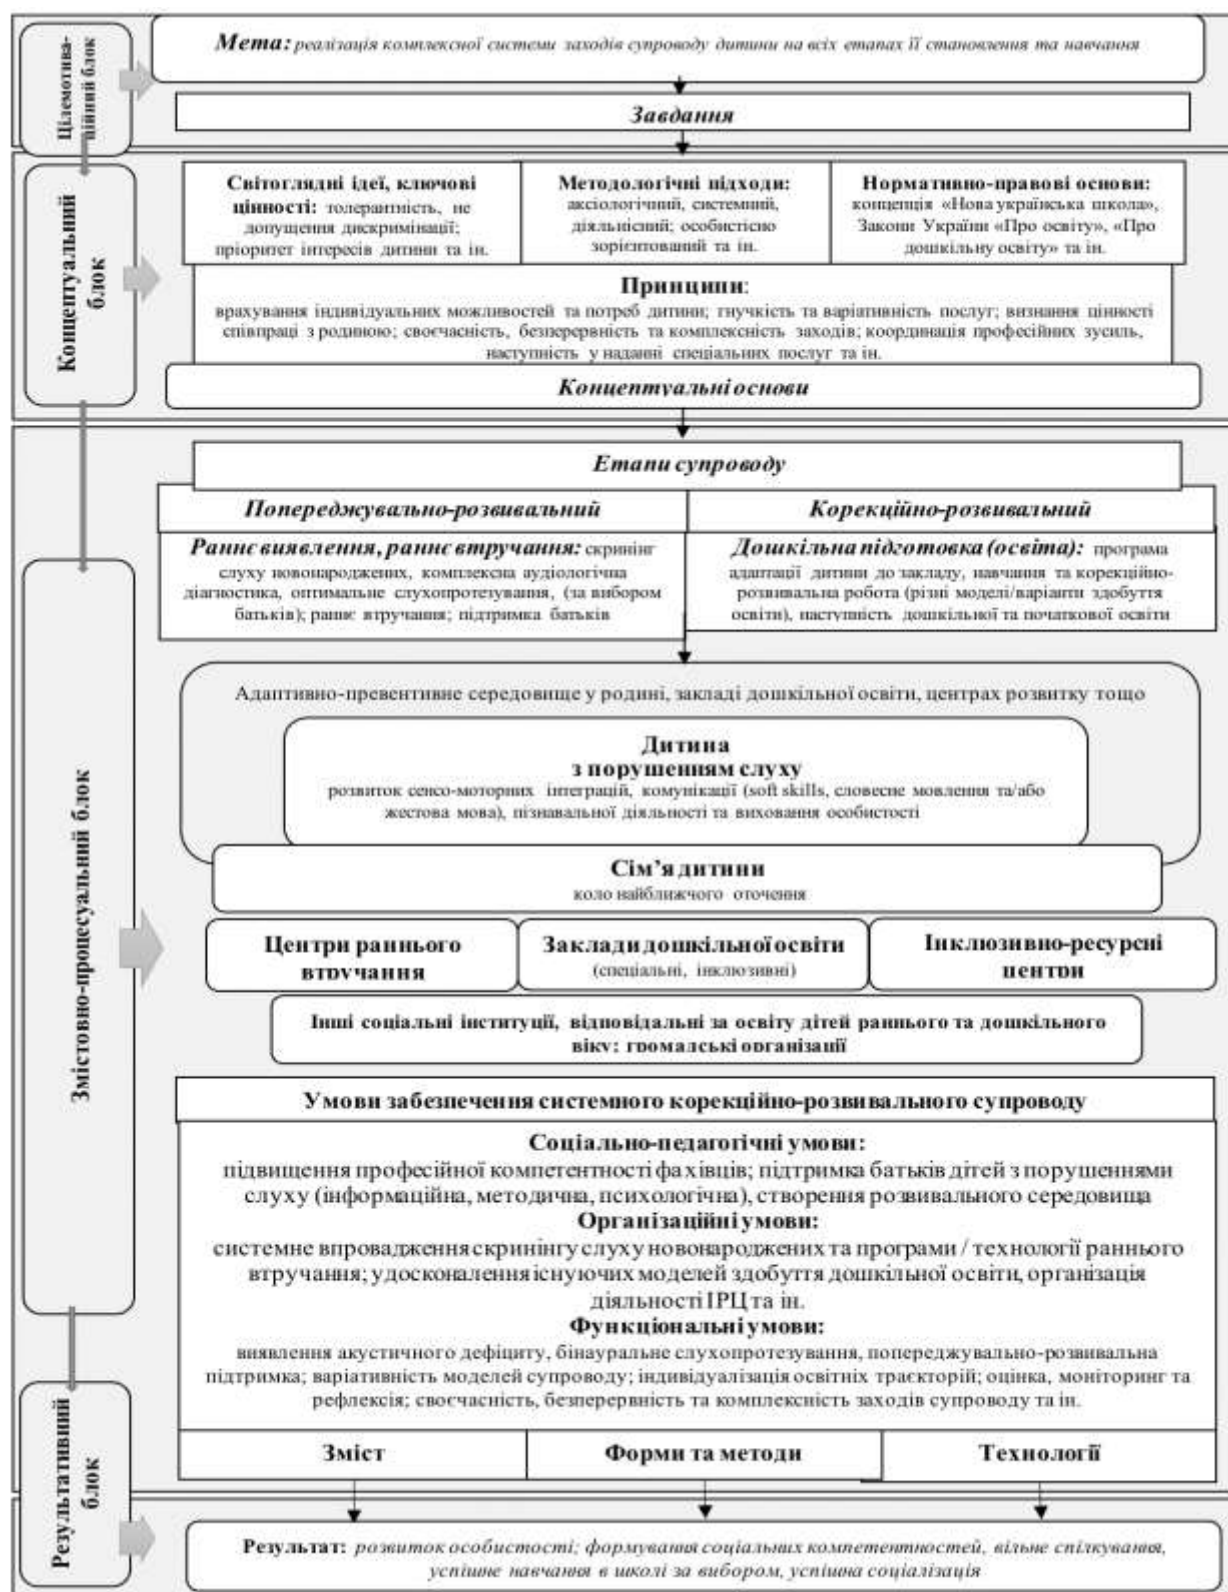 Цілемотива-
ційний блок
Мета: реалізація комплексної системи заходів супроводу дитини на всіх етапах її становлення та навчання
Завдання
Концептуальний
блок
Світоглядні ідеї, ключові
цінності: толерантність, не
допущення дискримінації;
пріоритет інтересів дитини та ін.
Методологічні підходи:
аксіологічний, системний,
діяльнісний; особистісно
зорієнтований та ін.
Нормативно-правові основи:
концепція «Нова українська школа»,
Закони України «Про освіту», «Про
дошкільну освіту» та ін.
Принципи:
врахування індивідуальних можливостей та потреб дитини; гнучкість та варіативність послуг; визнання цінності
співпраці з родиною; своєчасність, безперервність та комплексність заходів; координація професійних зусиль,
наступність у наданні спеціальних послуг та ін.
Концептуальні основи
Змістовно-процесуальний блок
Етапи супроводу
Попереджувально-розвивальний
Корекційно-розвивальний
Раннє виявлення, раннє втручання: скринінг
слуху новонароджених, комплексна аудіологічна
діагностика, оптимальне слухопротезування, (за вибором
батьків); раннє втручання; підтримка батьків
Дошкільна підготовка (освіта): програма
адаптації дитини до закладу, навчання та корекційно-
розвивальна робота (різні моделі/варіанти здобуття
освіти), наступність дошкільної та початкової освіти
Адаптивно-превентивне середовище у родині, закладі дошкільної освіти, центрах розвитку тощо
Дитина
з порушенням слуху
розвиток сенсо-моторних інтеграцій, комунікації (soft skills, словесне мовлення та/або
жестова мова), пізнавальної діяльності та виховання особистості
Сім’я дитини
коло найближчого оточення
Центри раннього
втручання
Заклади дошкільної освіти
(спеціальні, інклюзивні)
Інклюзивно-ресурсні
центри
Інші соціальні інституції, відповідальні за освіту дітей раннього та дошкільного
віку; громадські організації
Умови забезпечення системного корекційно-розвивального супроводу
Соціально-педагогічні умови:
підвищення професійної компетентності фахівців; підтримка батьків дітей з порушеннями
слуху (інформаційна, методична, психологічна), створення розвивального середовища
Організаційні умови:
системне впровадження скринінгу слуху новонароджених та програми / технології раннього
втручання; удосконалення існуючих моделей здобуття дошкільної освіти, організація
діяльності ІРЦ та ін.
Функціональні умови:
виявлення акустичного дефіциту, бінауральне слухопротезування, попереджувально-розвивальна
підтримка; варіативність моделей супроводу; індивідуалізація освітніх траєкторій; оцінка, моніторинг та
рефлексія; своєчасність, безперервність та комплексність заходів супроводу та ін.
Зміст
Форми та методи
Технології
Результативний
блок
Результат: розвиток особистості; формування соціальних компетентностей, вільне спілкування,
успішне навчання в школі за вибором, успішна соціалізація